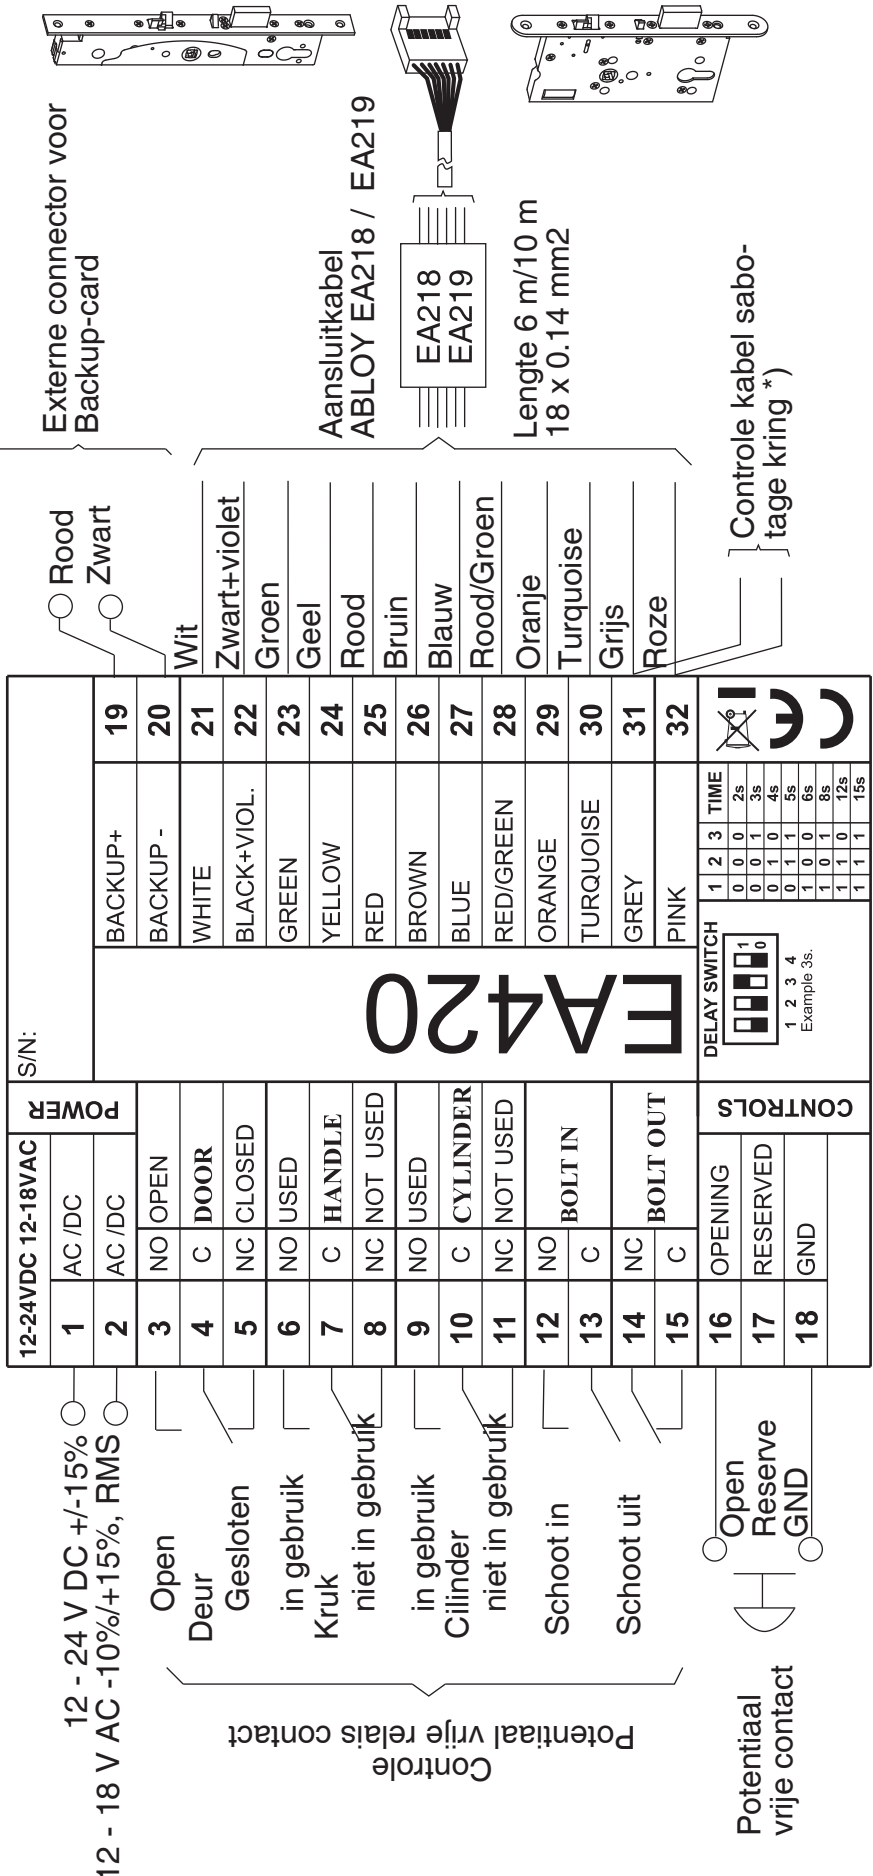 12 - 24 V DC +/-15%
12 - 18 V AC -10%/+15%, RMS
Open
Deur
Gesloten
in gebruik
Kruk
niet in gebruik
in gebruik
Cilinder
niet in gebruik
Schoot in
Schoot uit
Open
Reserve
GND
Controle
Potentiaal vrije relais contact
Potentiaal
vrije contact
12-24VDC 12-18VAC
POWER
S/N:
1 AC /DC
2 AC /DC
3 NO OPEN
4 C DOOR
5 NC CLOSED
6 NO USED
7 C HANDLE
8 NC NOT USED
9 NO USED
10 C CYLINDER
11 NC NOT USED
12 NO
BOLT IN
13 C
14 NC
BOLT OUT
15 C
16 OPENING
17 RESERVED
18 GND
CONTROLS
EA420
BACKUP+ 19
BACKUP - 20
WHITE 21
BLACK+VIOL. 22
GREEN 23
YELLOW 24
RED 25
BROWN 26
BLUE 27
RED/GREEN 28
ORANGE 29
TURQUOISE 30
GREY 31
PINK 32
DELAY SWITCH
1
0
1 2 3 4
Example 3s.
1 2 3 TIME
0 0 0 2s
0 0 1 3s
0 1 0 4s
0 1 1 5s
1 0 0 6s
1 0 1 8s
1 1 0 12s
1 1 1 15s
CE
Rood
Zwart
Externe connector voor
Backup-card
Wit
Zwart+violet
Groen
Geel
Rood
Bruin
Blauw
Rood/Groen
Oranje
Turquoise
Grijs
Roze
Aansluitkabel
ABLOY EA218 / EA219
EA218
EA219
Lengte 6 m/10 m
18 x 0.14 mm2
Controle kabel sabo-
tage kring *)